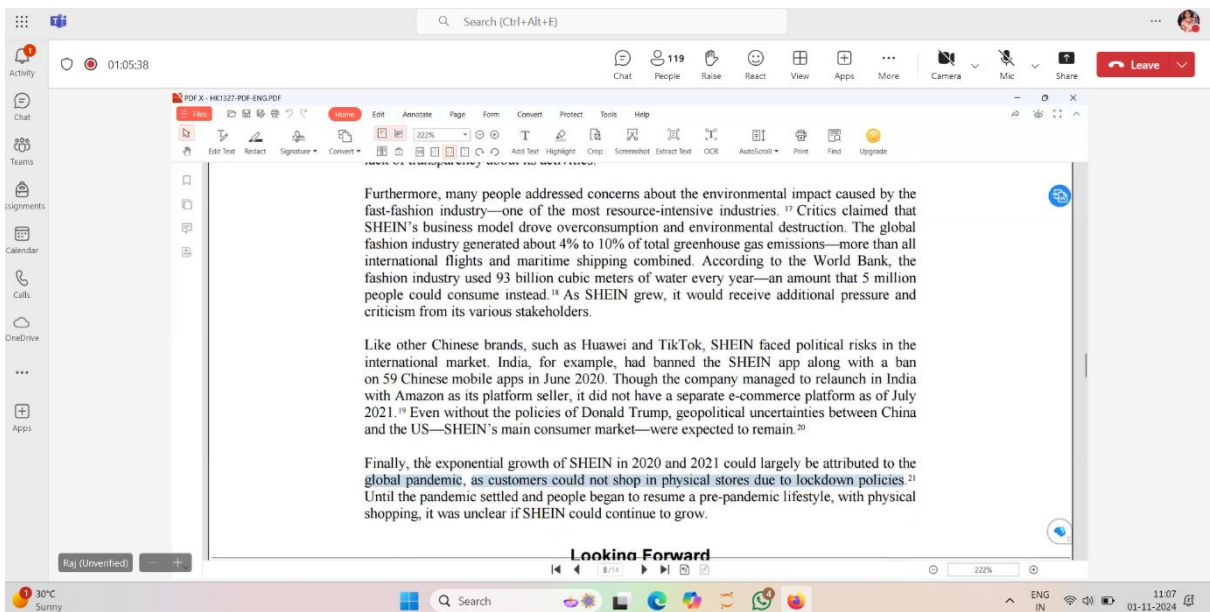 Search (Ctrl+Alt+E)
Activity
Chat
Teams
ssignments
Calendar
Calls
OneDrive
Apps
1
01:05:38
Chat
119
People
Raise
React
View
Apps
More
Camera
Mic
Share
Leave
PDF X - HK1327-PDF-ENG.PDF
Files
Home
Edit
Annotate
Page
Form
Convert
Protect
Tools
Help
Edit Text
Redact
Signature
Convert
222%
Add Text
Highlight
Crop
Screenshot
Extract Text
OCR
AutoScroll
Print
Find
Upgrade
lack of transparency about its activities.
Furthermore, many people addressed concerns about the environmental impact caused by the
fast-fashion industry—one of the most resource-intensive industries. 17 Critics claimed that
SHEIN's business model drove overconsumption and environmental destruction. The global
fashion industry generated about 4% to 10% of total greenhouse gas emissions—more than all
international flights and maritime shipping combined. According to the World Bank, the
fashion industry used 93 billion cubic meters of water every year—an amount that 5 million
people could consume instead.18 As SHEIN grew, it would receive additional pressure and
criticism from its various stakeholders.
Like other Chinese brands, such as Huawei and TikTok, SHEIN faced political risks in the
international market. India, for example, had banned the SHEIN app along with a ban
on 59 Chinese mobile apps in June 2020. Though the company managed to relaunch in India
with Amazon as its platform seller, it did not have a separate e-commerce platform as of July
2021.19 Even without the policies of Donald Trump, geopolitical uncertainties between China
and the US—SHEIN's main consumer market—were expected to remain.20
Finally, the exponential growth of SHEIN in 2020 and 2021 could largely be attributed to the
global pandemic, as customers could not shop in physical stores due to lockdown policies.21
Until the pandemic settled and people began to resume a pre-pandemic lifestyle, with physical
shopping, it was unclear if SHEIN could continue to grow.
Looking Forward
Raj (Unverified)
8/14
222%
1
30°C
Sunny
Search
4
ENG
IN
11:07
01-11-2024